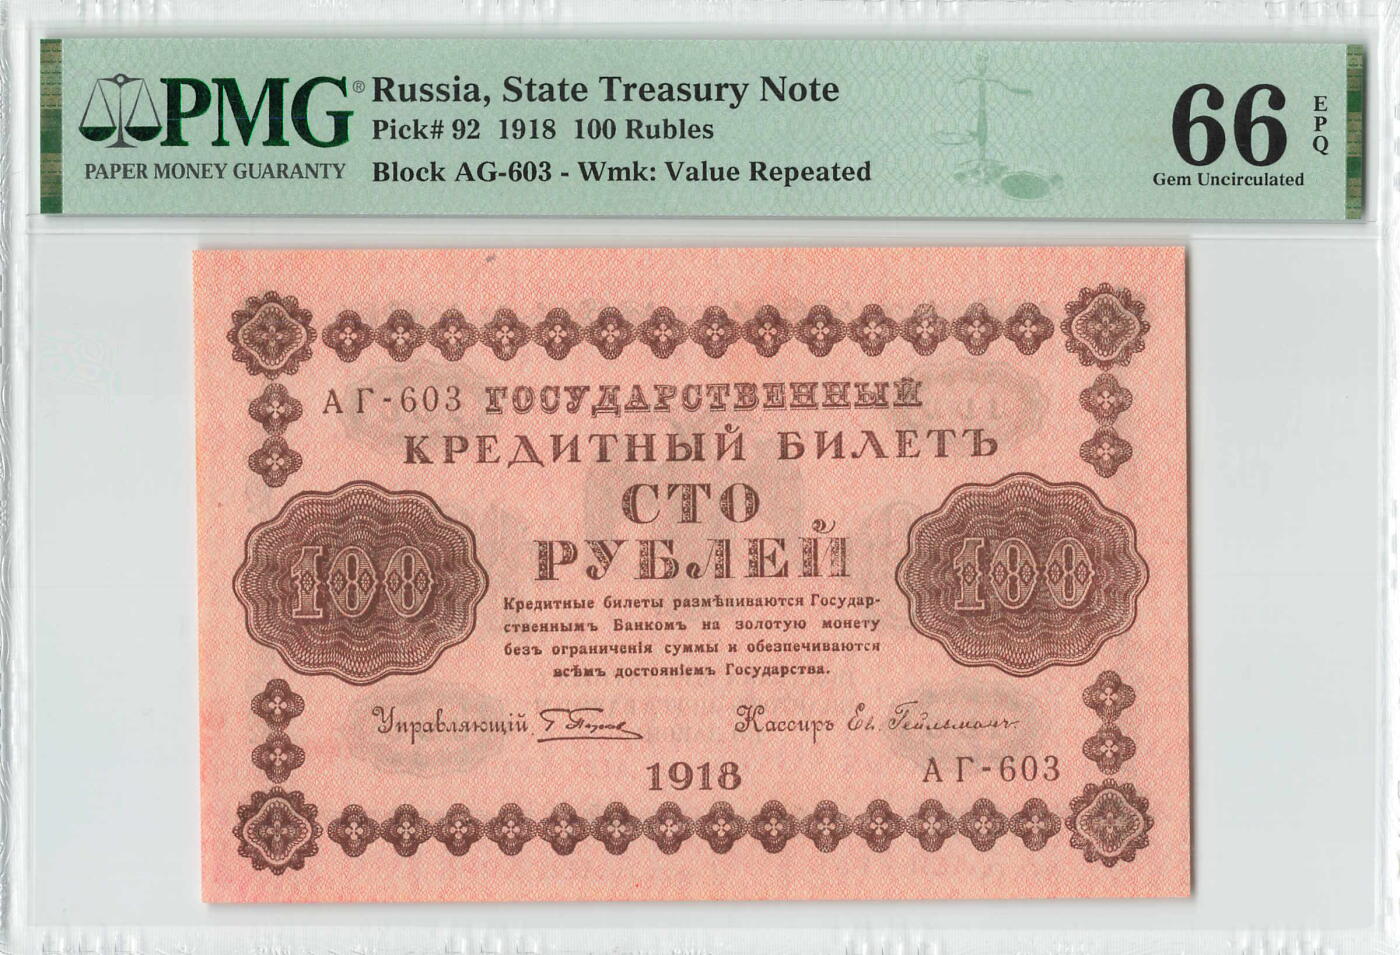 PMG®
PAPER MONEY GUARANTY
Russia, State Treasury Note
Pick# 92 1918 100 Rubles
Block AG-603 - Wmk: Value Repeated
66
EPQ
Gem Uncirculated
АГ-603 ГОСУДАРСТВЕННЫЙ
КРЕДИТНЫЙ БИЛЕТЪ
СТО
РУБЛЕЙ
100
100
Кредитные билеты размѣниваются Государ-
ственнымъ Банкомъ на золотую монету
безъ ограниченія суммы и обезпечиваются
всѣмъ достояніемъ Государства.
Управляющій
Кассиръ Ев. Гейльманъ.
1918
АГ-603